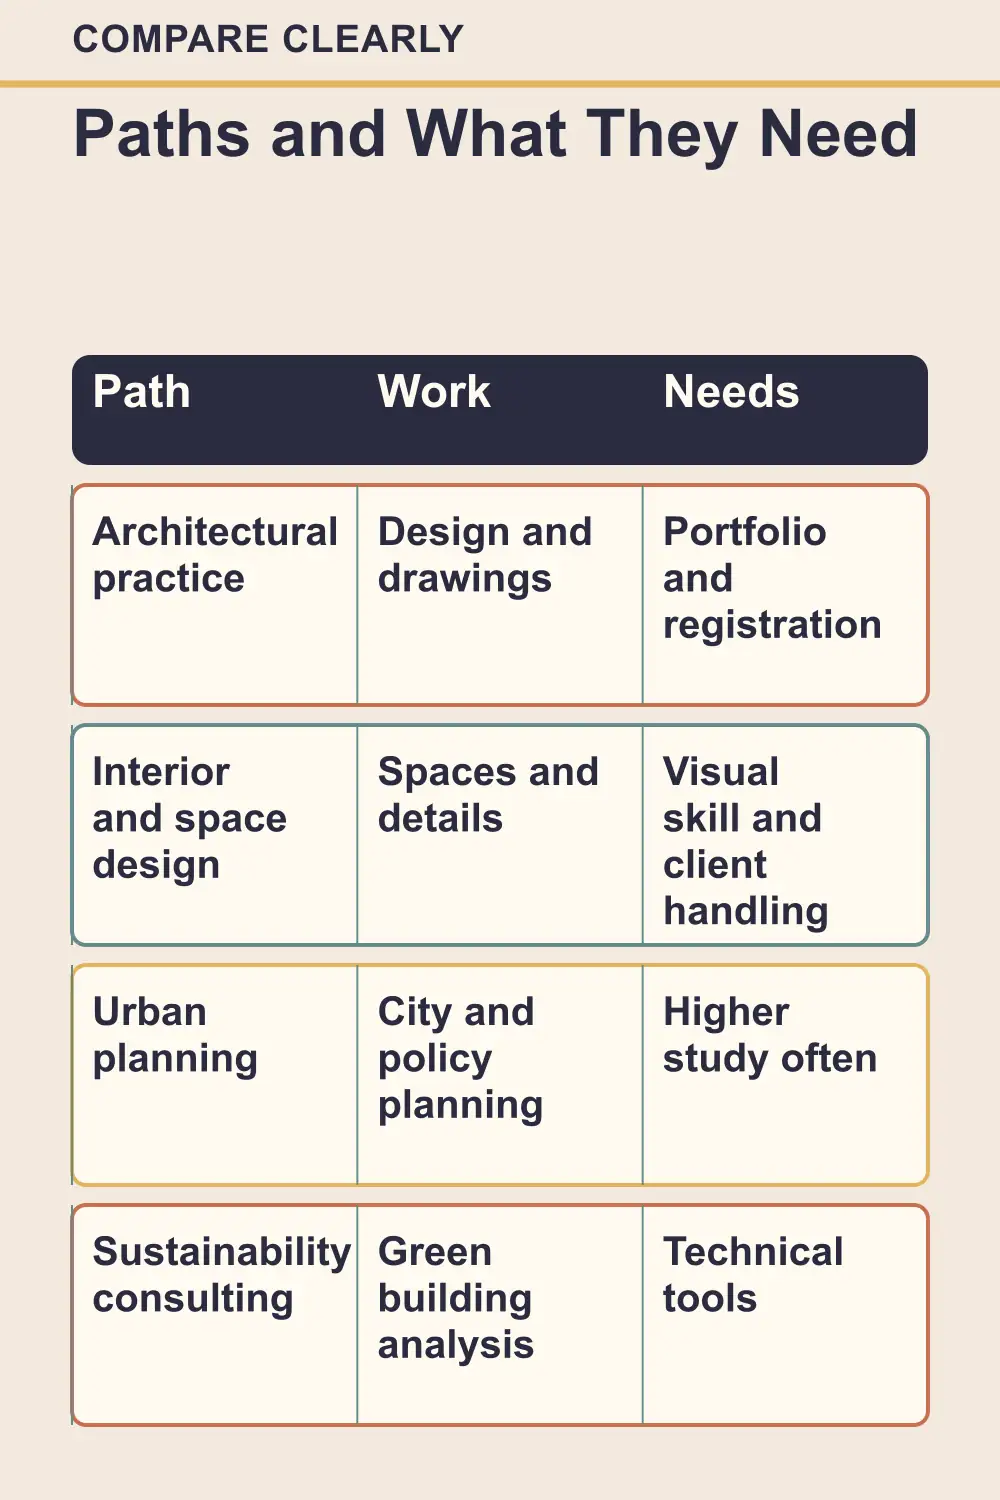 COMPARE CLEARLY
Paths and What They Need
Path Work Needs
Architectural
practice
Design and
drawings
Portfolio
and
registration
Interior
and space
design
Spaces and
details
Visual
skill and
client
handling
Urban
planning
City and
policy
planning
Higher
study often
Sustainability
consulting
Green
building
analysis
Technical
tools